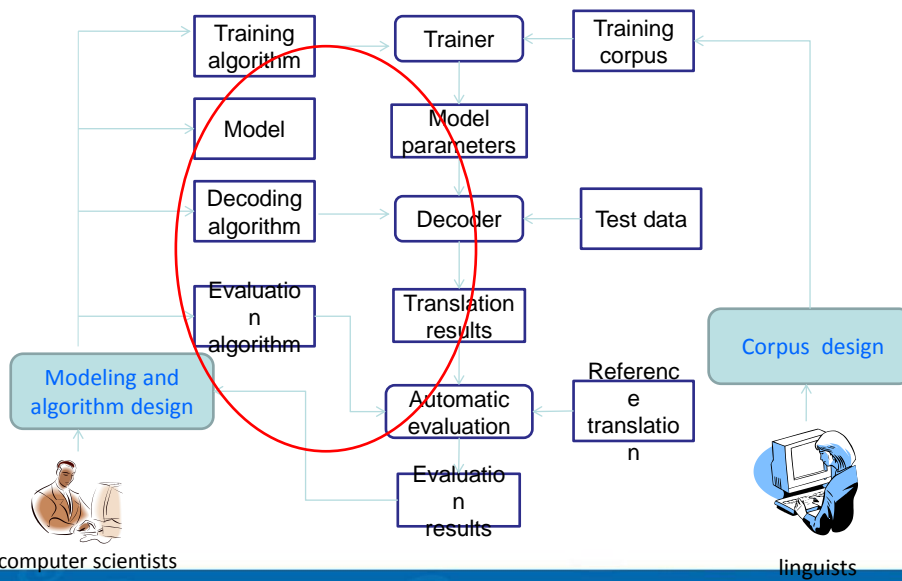 Training
algorithm
Trainer
Training
corpus
Model
Model
parameters
Decoding
algorithm
Decoder
Test data
Evaluatio
n
algorithm
Translation
results
Corpus design
Modeling and
algorithm design
Automatic
evaluation
Referenc
e
translatio
n
Evaluatio
n
results
computer scientists
linguists